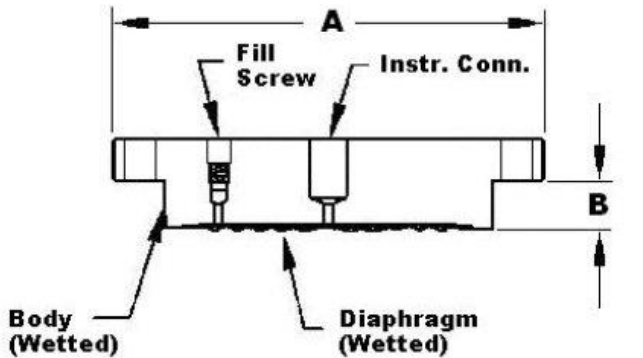 A
Fill
Screw
Instr. Conn.
B
Body
(Wetted)
Diaphragm
(Wetted)